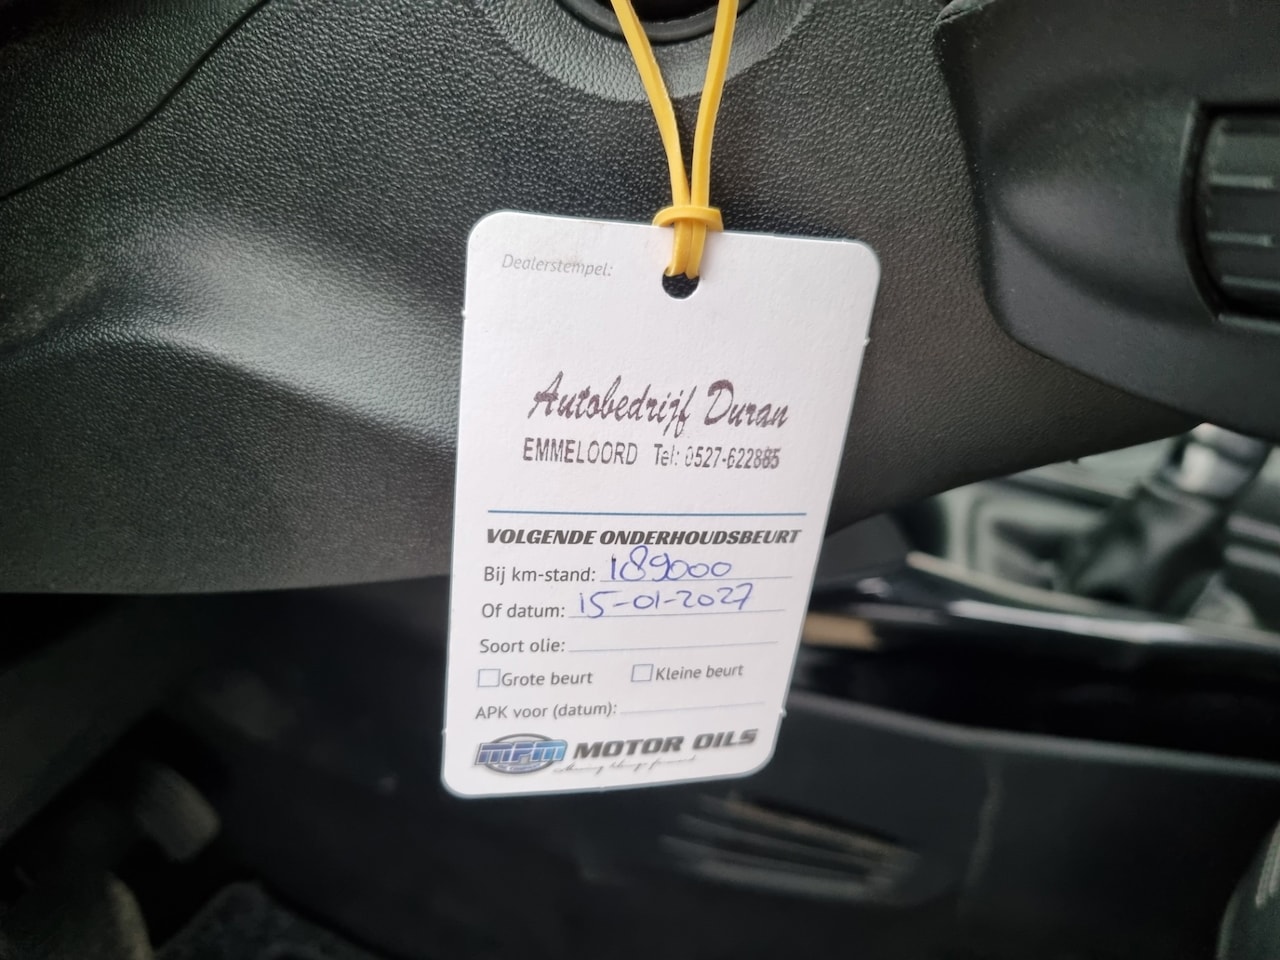 Dealerstempel:
Autobedrijf Duran
EMMELOORD Tel: 0527-622885
VOLGENDE ONDERHOUDSBEURT
Bij km-stand: 189000
Of datum: 15-01-2027
Soort olie:
Grote beurt Kleine beurt
APK voor (datum):
MPM MOTOR OILS